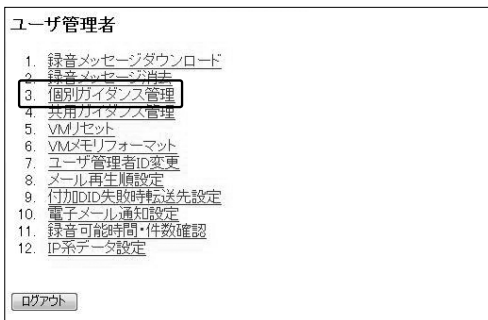 ユーザ管理者
1. 録音メッセージダウンロード
2. 録音メッセージ消去
3. 個別ガイダンス管理
4. 共用ガイダンス管理
5. VMリセット
6. VMメモリフォーマット
7. ユーザ管理者ID変更
8. メール再生順設定
9. 付加DID失敗時転送先設定
10. 電子メール通知設定
11. 録音可能時間・件数確認
12. IP系データ設定
ログアウト